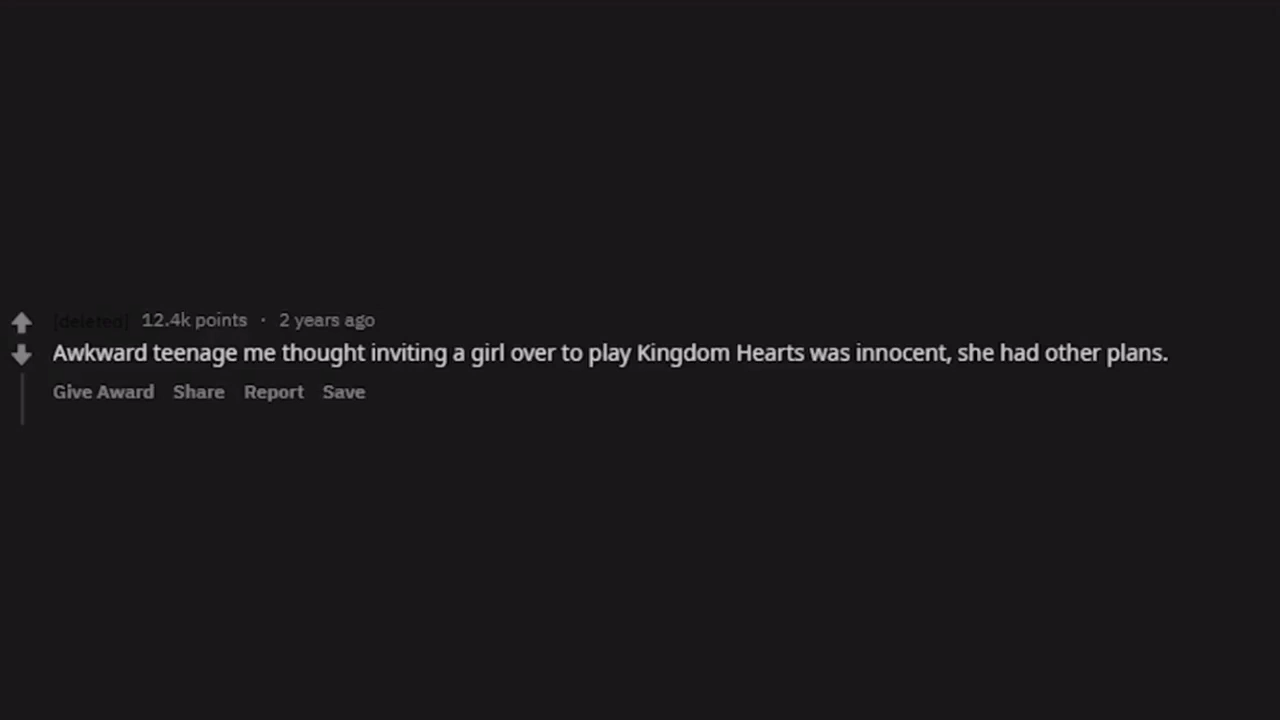 [deleted] 12.4k points · 2 years ago
Awkward teenage me thought inviting a girl over to play Kingdom Hearts was innocent, she had other plans.
Give Award Share Report Save